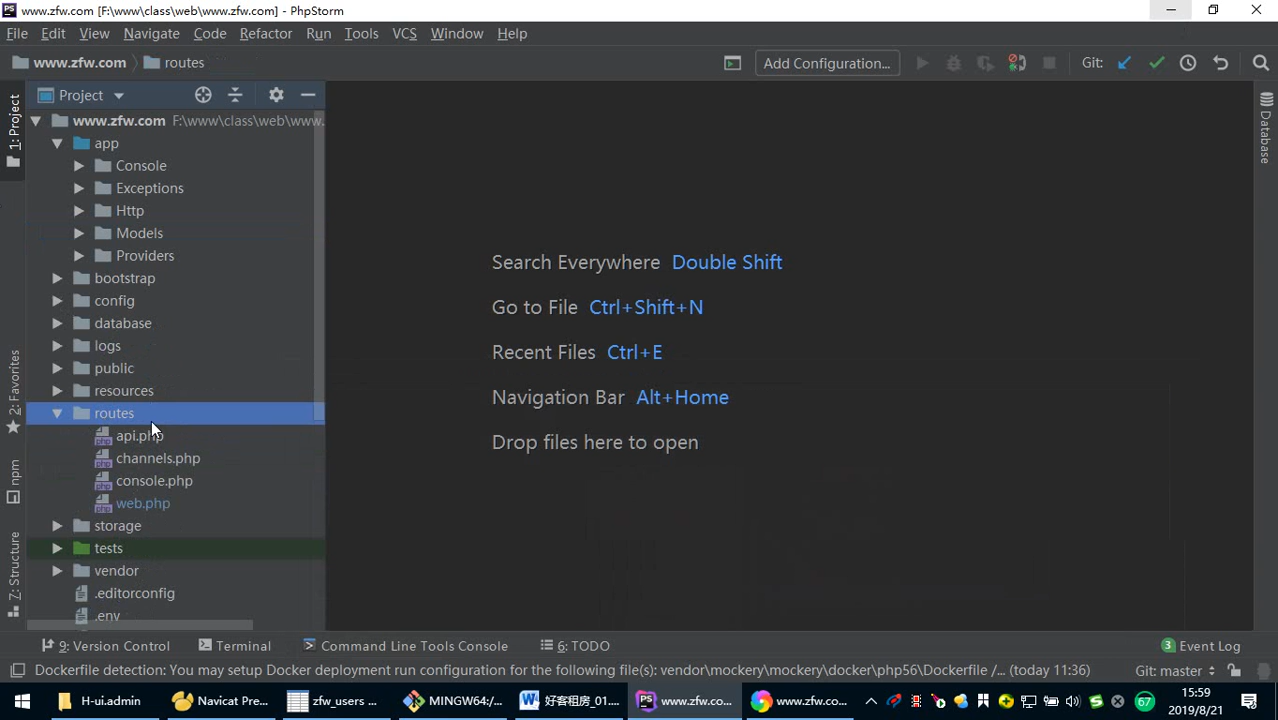 www.zfw.com [F:\www\class\web\www.zfw.com] - PhpStorm
File Edit View Navigate Code Refactor Run Tools VCS Window Help
www.zfw.com routes Add Configuration... Git:
Project
www.zfw.com F:\www\class\web\www.
app
Console
Exceptions
Http
Models
Providers
bootstrap
config
database
logs
public
resources
routes
api.php
channels.php
console.php
web.php
storage
tests
vendor
.editorconfig
.env
1: Project
2: Favorites
npm
Z: Structure
Database
Search Everywhere Double Shift
Go to File Ctrl+Shift+N
Recent Files Ctrl+E
Navigation Bar Alt+Home
Drop files here to open
9: Version Control Terminal Command Line Tools Console 6: TODO 3 Event Log
Dockerfile detection: You may setup Docker deployment run configuration for the following file(s): vendor\mockery\mockery\docker\php56\Dockerfile /... (today 11:36) Git: master
H-ui.admin Navicat Pre... zfw_users ... MINGW64:/... 好客租房_01.... www.zfw.co... www.zfw.co... 67
15:59
2019/8/21